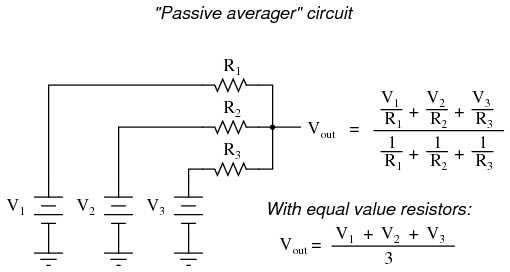 "Passive averager" circuit
R1
R2
R3
V1
V2
V3
Vout = (V1/R1 + V2/R2 + V3/R3) / (1/R1 + 1/R2 + 1/R3)
With equal value resistors:
Vout = (V1 + V2 + V3) / 3